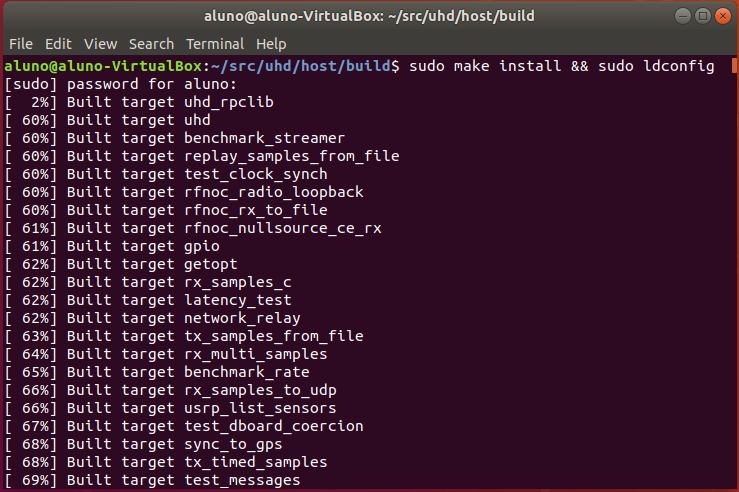 aluno@aluno-VirtualBox: ~/src/uhd/host/build
File Edit View Search Terminal Help
aluno@aluno-VirtualBox:~/src/uhd/host/build$ sudo make install && sudo ldconfig
[sudo] password for aluno:
[  2%] Built target uhd_rpclib
[ 60%] Built target uhd
[ 60%] Built target benchmark_streamer
[ 60%] Built target replay_samples_from_file
[ 60%] Built target test_clock_synch
[ 60%] Built target rfnoc_radio_loopback
[ 60%] Built target rfnoc_rx_to_file
[ 61%] Built target rfnoc_nullsource_ce_rx
[ 61%] Built target gpio
[ 62%] Built target getopt
[ 62%] Built target rx_samples_c
[ 62%] Built target latency_test
[ 62%] Built target network_relay
[ 63%] Built target tx_samples_from_file
[ 64%] Built target rx_multi_samples
[ 65%] Built target benchmark_rate
[ 66%] Built target rx_samples_to_udp
[ 66%] Built target usrp_list_sensors
[ 67%] Built target test_dboard_coercion
[ 68%] Built target sync_to_gps
[ 68%] Built target tx_timed_samples
[ 69%] Built target test_messages